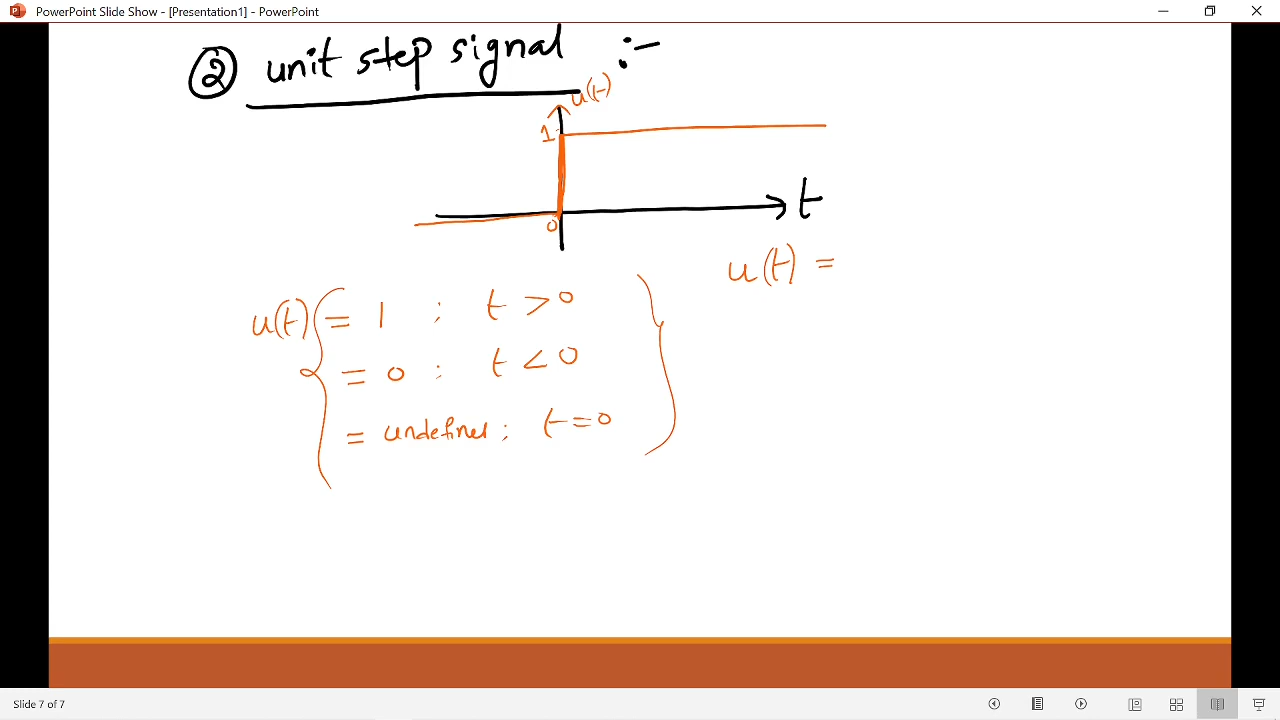 PowerPoint Slide Show - [Presentation1] - PowerPoint
② unit step signal :-
u(t)
1
t
0
u(t) =
u(t) = 1 ; t > 0
= 0 ; t < 0
= undefined ; t = 0
Slide 7 of 7